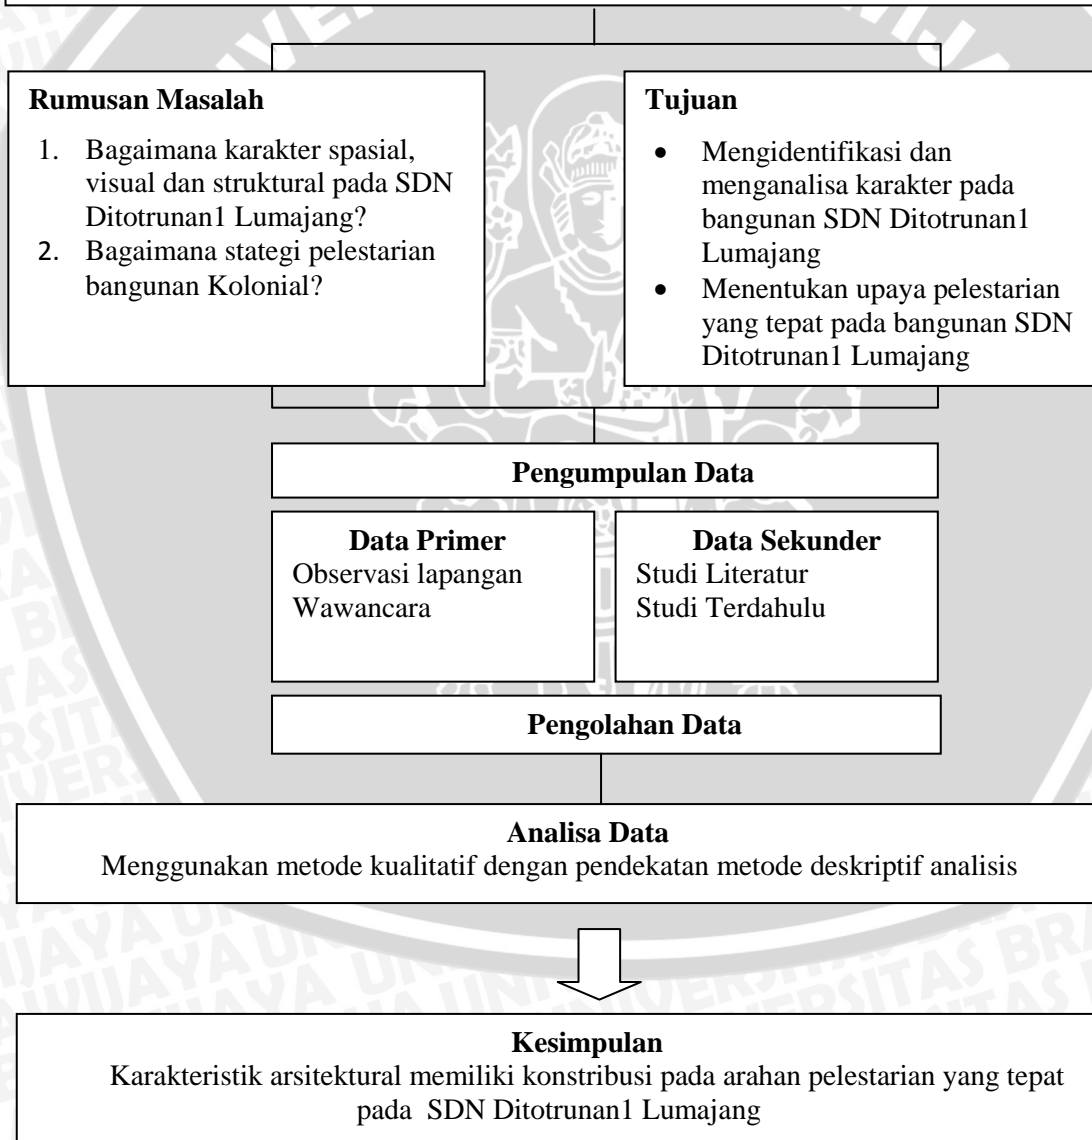 Rumusan Masalah
1. Bagaimana karakter spasial,
visual dan struktural pada SDN
Ditotrunan1 Lumajang?
2. Bagaimana stategi pelestarian
bangunan Kolonial?
Tujuan
• Mengidentifikasi dan
menganalisa karakter pada
bangunan SDN Ditotrunan1
Lumajang
• Menentukan upaya pelestarian
yang tepat pada bangunan SDN
Ditotrunan1 Lumajang
Pengumpulan Data
Data Primer
Observasi lapangan
Wawancara
Data Sekunder
Studi Literatur
Studi Terdahulu
Pengolahan Data
Analisa Data
Menggunakan metode kualitatif dengan pendekatan metode deskriptif analisis
Kesimpulan
Karakteristik arsitektural memiliki konstribusi pada arahan pelestarian yang tepat
pada SDN Ditotrunan1 Lumajang